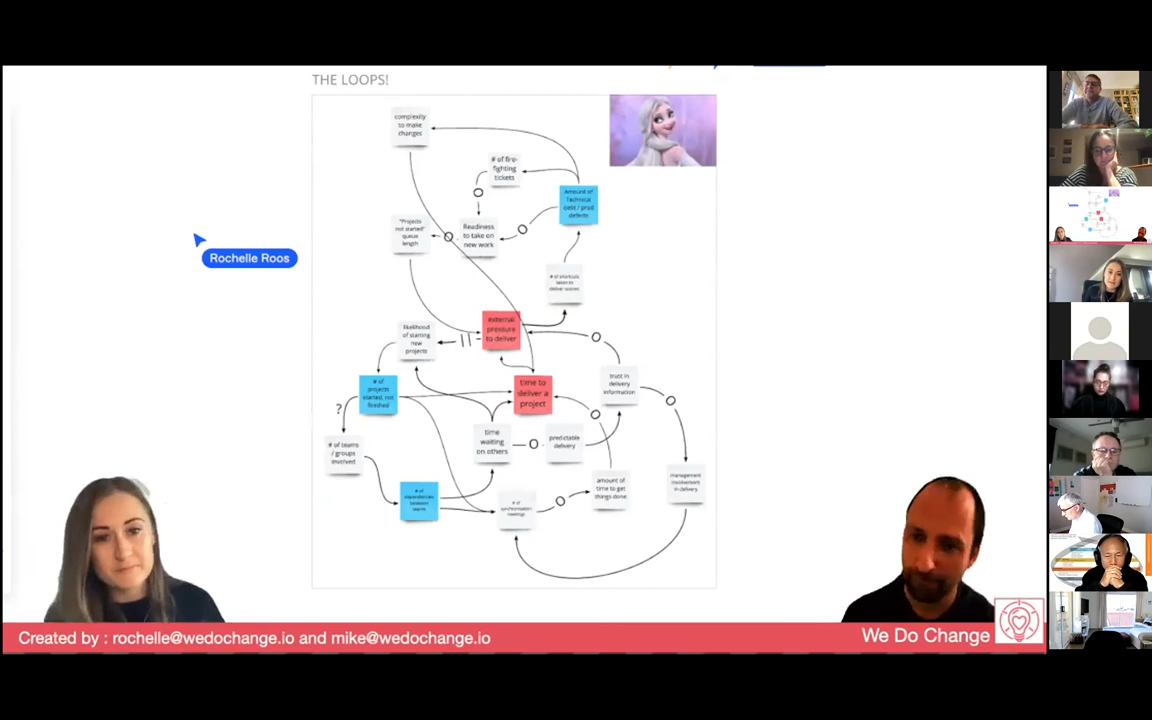 THE LOOPS!
complexity
to make
changes
# of fire-
fighting
tickets
Amount of
Technical
debt / prod
defects
"Projects
not started"
queue
length
Readiness
to take on
new work
Rochelle Roos
# of shortcuts
taken to
deliver sooner
external
pressure
to deliver
likelihood
of starting
new
projects
# of
projects
started, not
finished
time to
deliver a
project
trust in
delivery
information
?
# of teams
/ groups
involved
time
waiting
on others
predictable
delivery
# of
dependencies
between
teams
# of
synchronisation
meetings
amount of
time to get
things done
management
involvement
in delivery
Created by : rochelle@wedochange.io and mike@wedochange.io
We Do Change